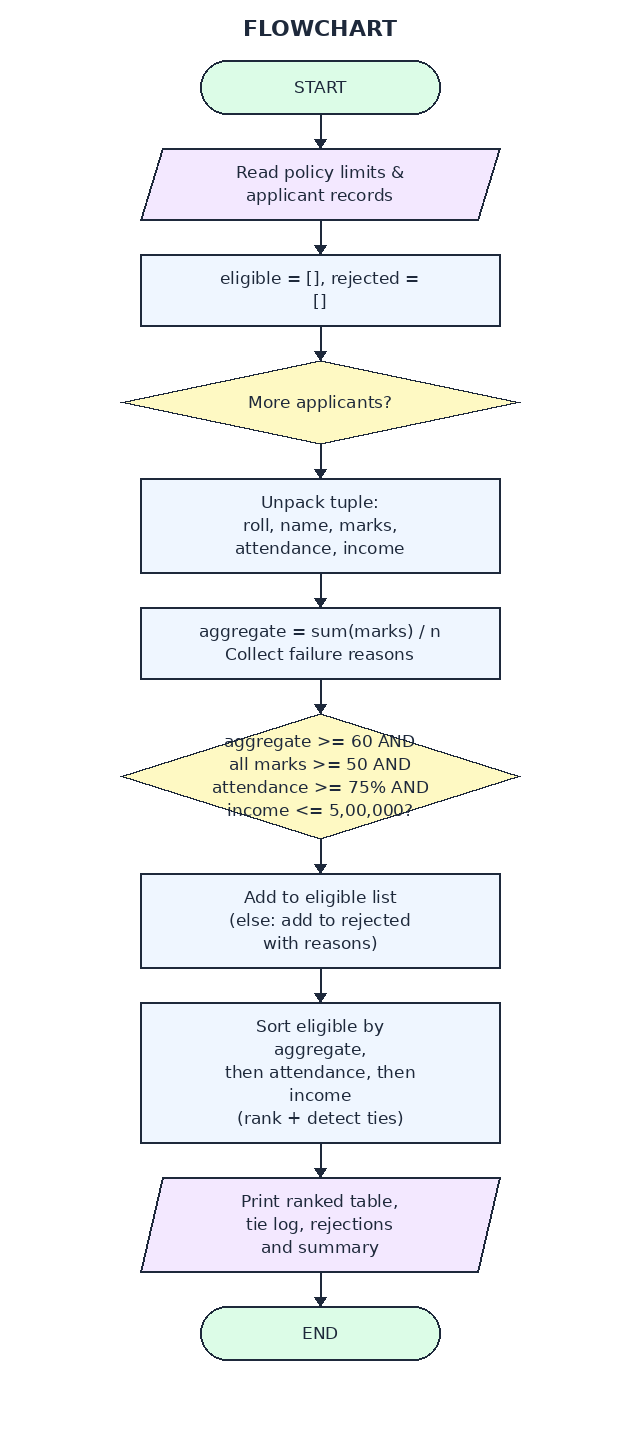 FLOWCHART
START
Read policy limits &
applicant records
eligible = [], rejected =
[]
More applicants?
Unpack tuple:
roll, name, marks,
attendance, income
aggregate = sum(marks) / n
Collect failure reasons
aggregate >= 60 AND
all marks >= 50 AND
attendance >= 75% AND
income <= 5,00,000?
Add to eligible list
(else: add to rejected
with reasons)
Sort eligible by
aggregate,
then attendance, then
income
(rank + detect ties)
Print ranked table,
tie log, rejections
and summary
END